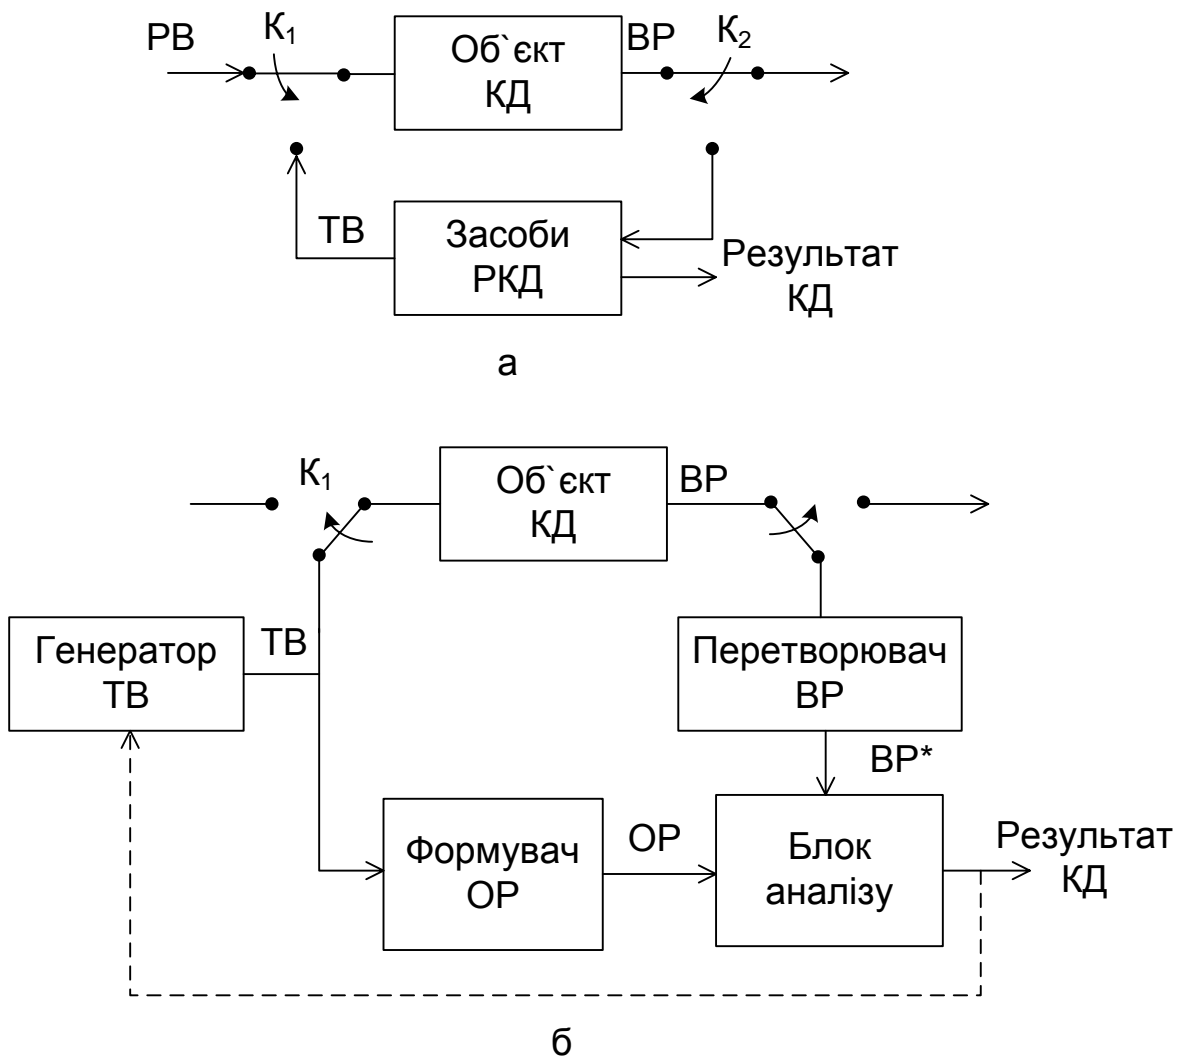 РВ
К₁
Об`єкт
КД
ВР
К₂
ТВ
Засоби
РКД
Результат
КД
а
К₁
Об`єкт
КД
ВР
Генератор
ТВ
ТВ
Перетворювач
ВР
ВР*
Формувач
ОР
ОР
Блок
аналізу
Результат
КД
б